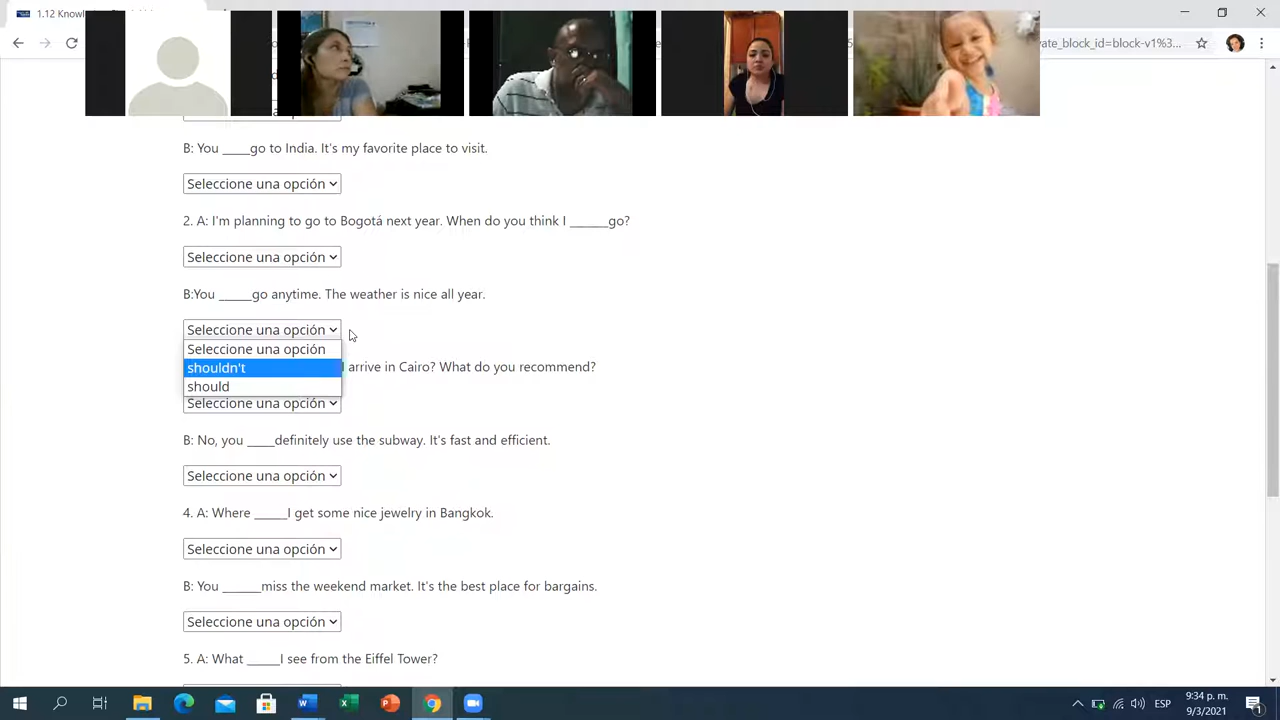 1.12
vate_block_id=block-v1%3...
B: You ____go to India. It's my favorite place to visit.
Seleccione una opción
2. A: I'm planning to go to Bogotá next year. When do you think I ______go?
Seleccione una opción
B:You _____go anytime. The weather is nice all year.
Seleccione una opción
Seleccione una opción
shouldn't
I arrive in Cairo? What do you recommend?
should
Seleccione una opción
B: No, you ____definitely use the subway. It's fast and efficient.
Seleccione una opción
4. A: Where _____I get some nice jewelry in Bangkok.
Seleccione una opción
B: You ______miss the weekend market. It's the best place for bargains.
Seleccione una opción
5. A: What _____I see from the Eiffel Tower?
ESP
9:34 p. m.
9/3/2021